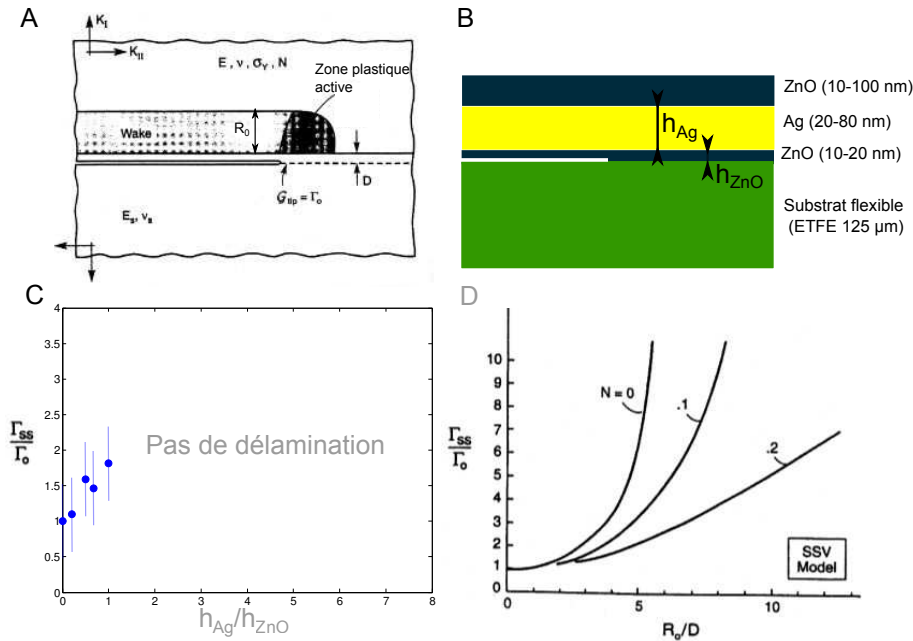 A
K_I
K_II
E , ν , σ_Y , N
Zone plastique
active
Wake
R_0
D
𝒢_tip = Γ_o
E_s, ν_s
B
ZnO (10-100 nm)
h_Ag
Ag (20-80 nm)
ZnO (10-20 nm)
h_ZnO
Substrat flexible
(ETFE 125 µm)
C
4
3.5
3
2.5
2
1.5
1
0.5
0
0 1 2 3 4 5 6 7 8
Γ_SS
Γ_o
Pas de délamination
h_Ag/h_ZnO
D
10
9
8
7
6
5
4
3
2
1
0
0 5 10
Γ_SS
Γ_o
N = 0
.1
.2
SSV
Model
R_o/D